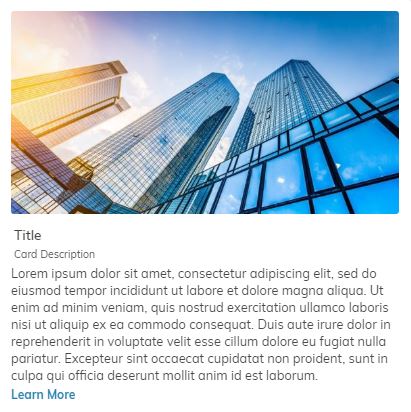 Title
Card Description
Lorem ipsum dolor sit amet, consectetur adipiscing elit, sed do
eiusmod tempor incididunt ut labore et dolore magna aliqua. Ut
enim ad minim veniam, quis nostrud exercitation ullamco laboris
nisi ut aliquip ex ea commodo consequat. Duis aute irure dolor in
reprehenderit in voluptate velit esse cillum dolore eu fugiat nulla
pariatur. Excepteur sint occaecat cupidatat non proident, sunt in
culpa qui officia deserunt mollit anim id est laborum.
Learn More